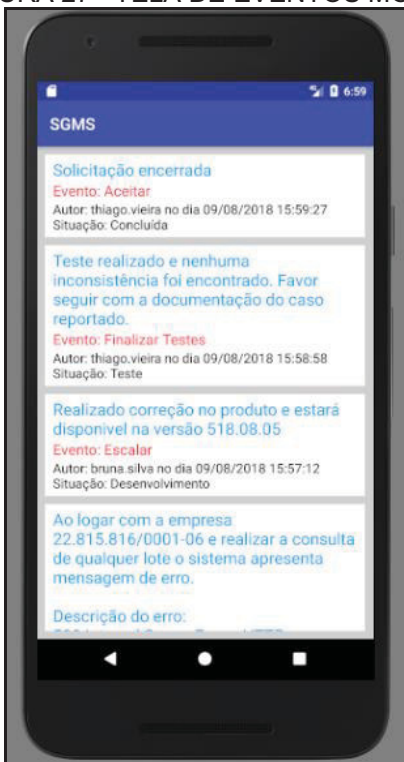 TELA DE EVENTOS
6:59
SGMS
Solicitação encerrada
Evento: Aceitar
Autor: thiago.vieira no dia 09/08/2018 15:59:27
Situação: Concluída
Teste realizado e nenhuma
inconsistência foi encontrado. Favor
seguir com a documentação do caso
reportado.
Evento: Finalizar Testes
Autor: thiago.vieira no dia 09/08/2018 15:58:58
Situação: Teste
Realizado correção no produto e estará
disponivel na versão 518.08.05
Evento: Escalar
Autor: bruna.silva no dia 09/08/2018 15:57:12
Situação: Desenvolvimento
Ao logar com a empresa
22.815.816/0001-06 e realizar a consulta
de qualquer lote o sistema apresenta
mensagem de erro.
Descrição do erro: